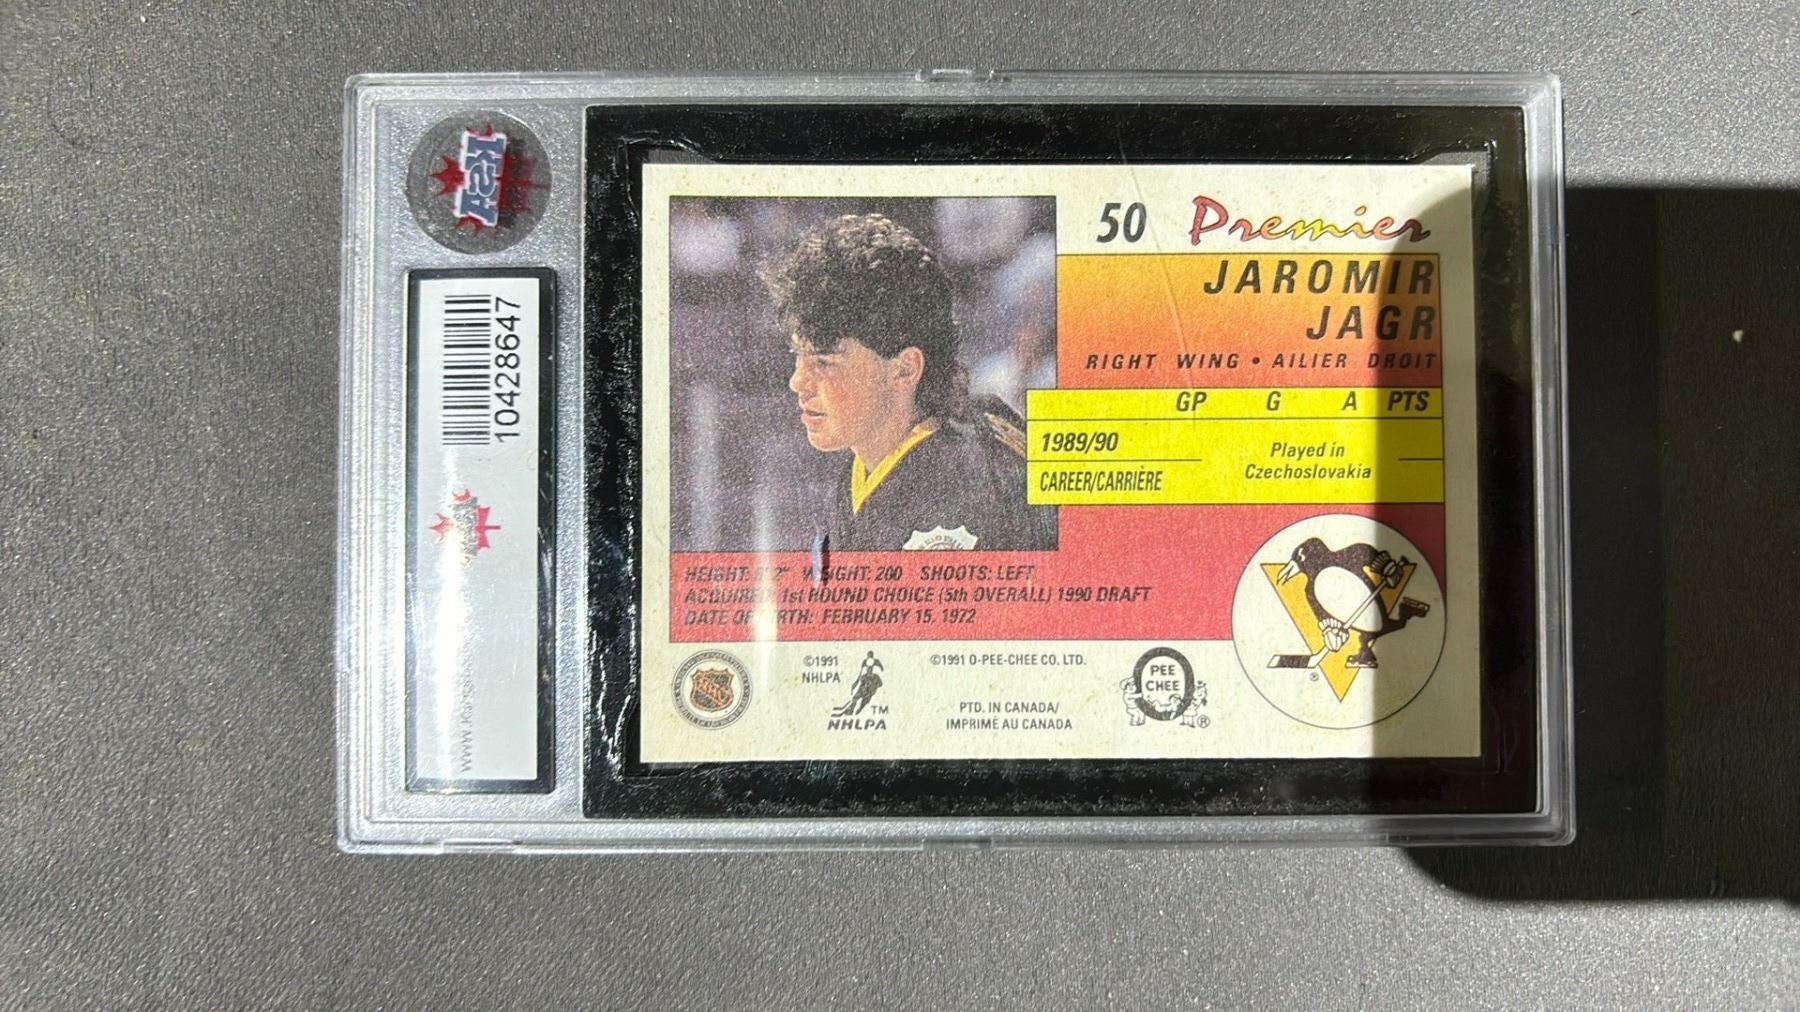 KSA
10428647
50 Premier
JAROMIR
JAGR
RIGHT WING • AILIER DROIT
GP G A PTS
1989/90
Played in
Czechoslovakia
CAREER/CARRIÈRE
HEIGHT: 6'2" WEIGHT: 200 SHOOTS: LEFT
ACQUIRED: 1st ROUND CHOICE (5th OVERALL) 1990 DRAFT
DATE OF BIRTH: FEBRUARY 15, 1972
©1991
NHLPA
TM
NHLPA
©1991 O-PEE-CHEE CO. LTD.
PTD. IN CANADA/
IMPRIMÉ AU CANADA
O
PEE
CHEE
®
®
NHL